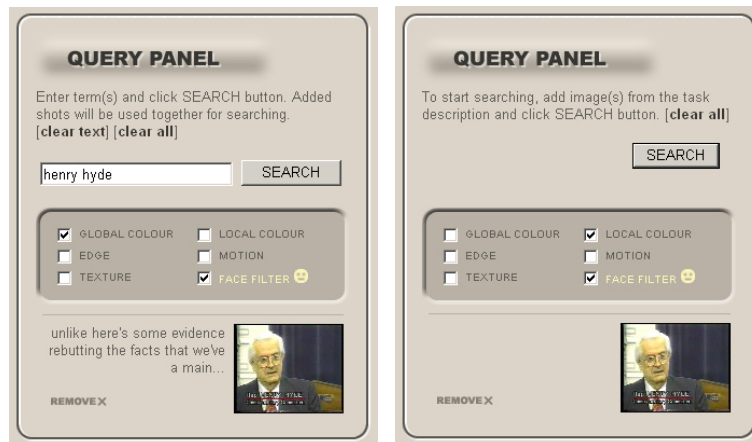 QUERY PANEL
Enter term(s) and click SEARCH button. Added
shots will be used together for searching.
[clear text] [clear all]
henry hyde
SEARCH
GLOBAL COLOUR
LOCAL COLOUR
EDGE
MOTION
TEXTURE
FACE FILTER
unlike here's some evidence
rebutting the facts that we've
a main...
REMOVE X
QUERY PANEL
To start searching, add image(s) from the task
description and click SEARCH button. [clear all]
SEARCH
GLOBAL COLOUR
LOCAL COLOUR
EDGE
MOTION
TEXTURE
FACE FILTER
REMOVE X